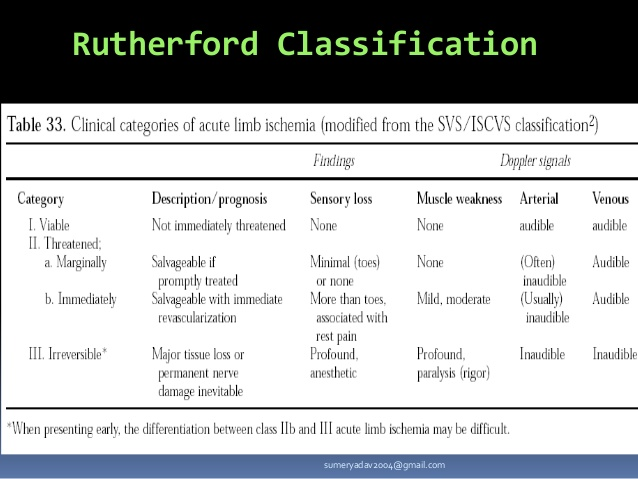 Rutherford Classification
Table 33. Clinical categories of acute limb ischemia (modified from the SVS/ISCVS classification2)
Findings Doppler signals
Category Description/prognosis Sensory loss Muscle weakness Arterial Venous
I. Viable Not immediately threatened None None audible audible
II. Threatened;
a. Marginally Salvageable if Minimal (toes) None (Often) Audible
promptly treated or none inaudible
b. Immediately Salvageable with immediate More than toes, Mild, moderate (Usually) Audible
revascularization associated with inaudible
rest pain
III. Irreversible* Major tissue loss or Profound, Profound, Inaudible Inaudible
permanent nerve anesthetic paralysis (rigor)
damage inevitable
*When presenting early, the differentiation between class IIb and III acute limb ischemia may be difficult.
sumeryadav2004@gmail.com